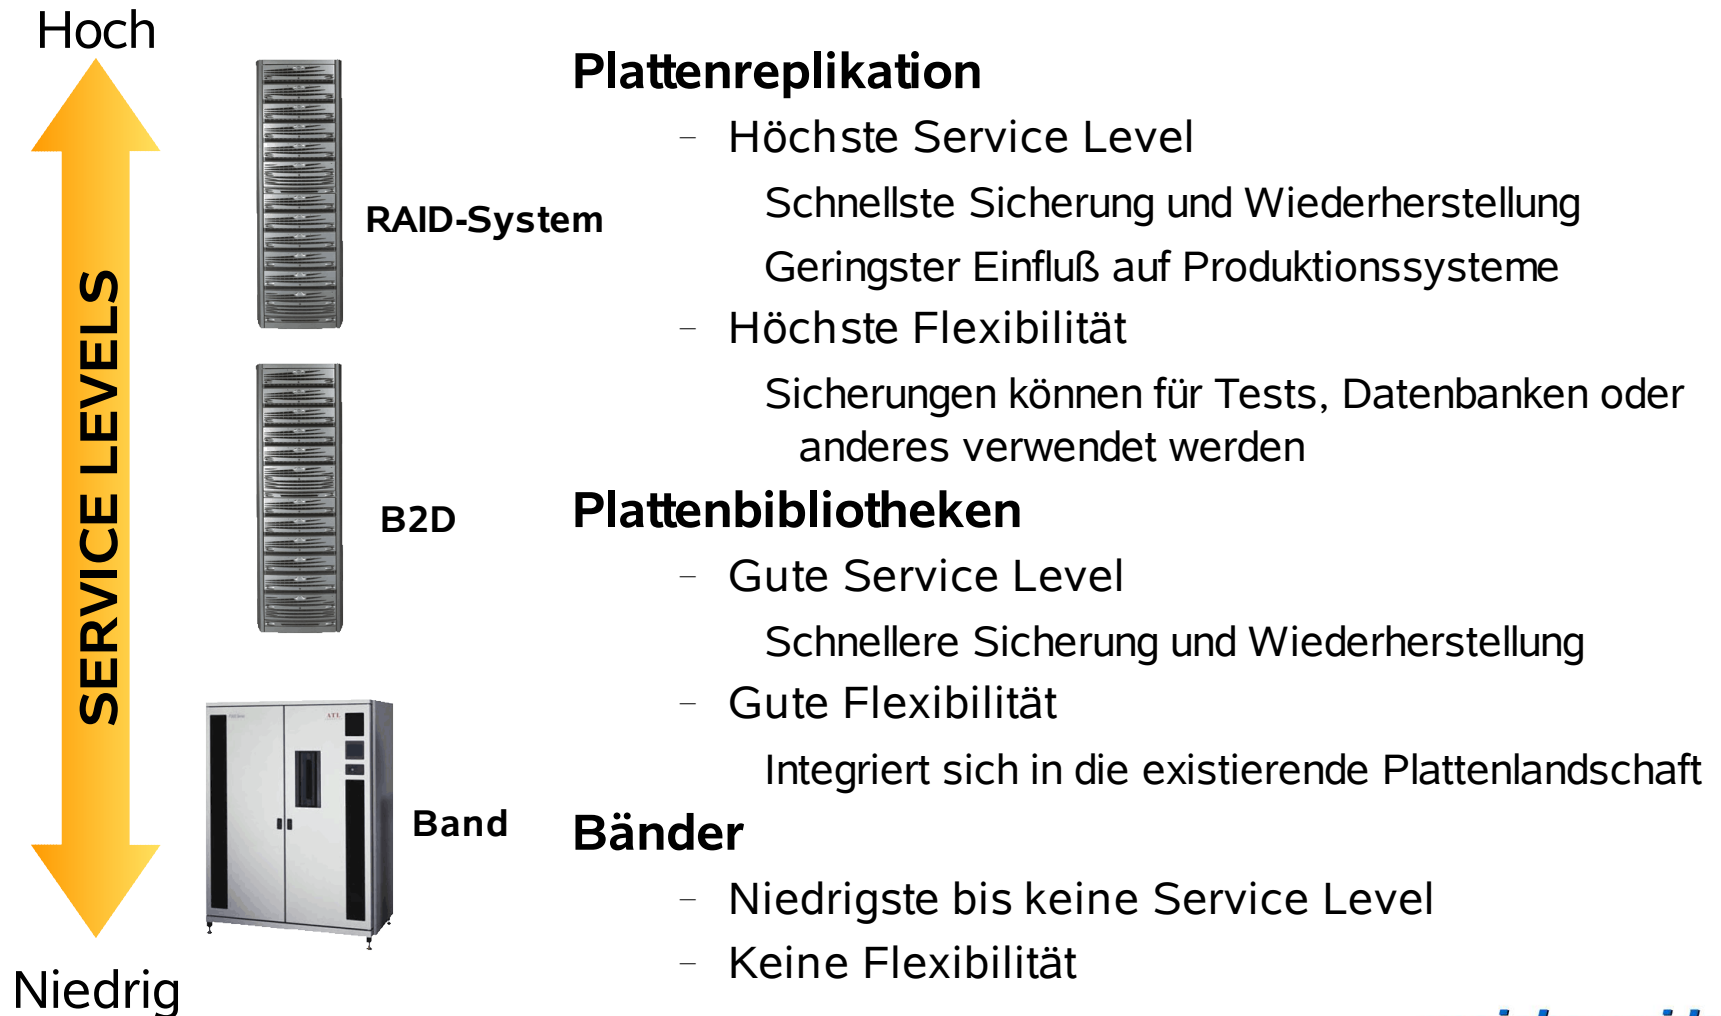 Hoch
SERVICE LEVELS
Niedrig
RAID-System
B2D
Band
Plattenreplikation
– Höchste Service Level
Schnellste Sicherung und Wiederherstellung
Geringster Einfluß auf Produktionssysteme
– Höchste Flexibilität
Sicherungen können für Tests, Datenbanken oder
anderes verwendet werden
Plattenbibliotheken
– Gute Service Level
Schnellere Sicherung und Wiederherstellung
– Gute Flexibilität
Integriert sich in die existierende Plattenlandschaft
Bänder
– Niedrigste bis keine Service Level
– Keine Flexibilität
ATL